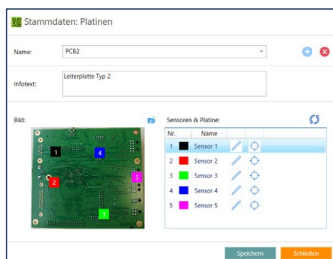 Stammdaten: Platinen
Name:
PCB2
Infotext:
Leiterplatte Typ 2
Bild:
Sensoren & Platine:
Nr. Name
1 Sensor 1
2 Sensor 2
3 Sensor 3
4 Sensor 4
5 Sensor 5
1
4
2
5
3
Speichern
Schließen